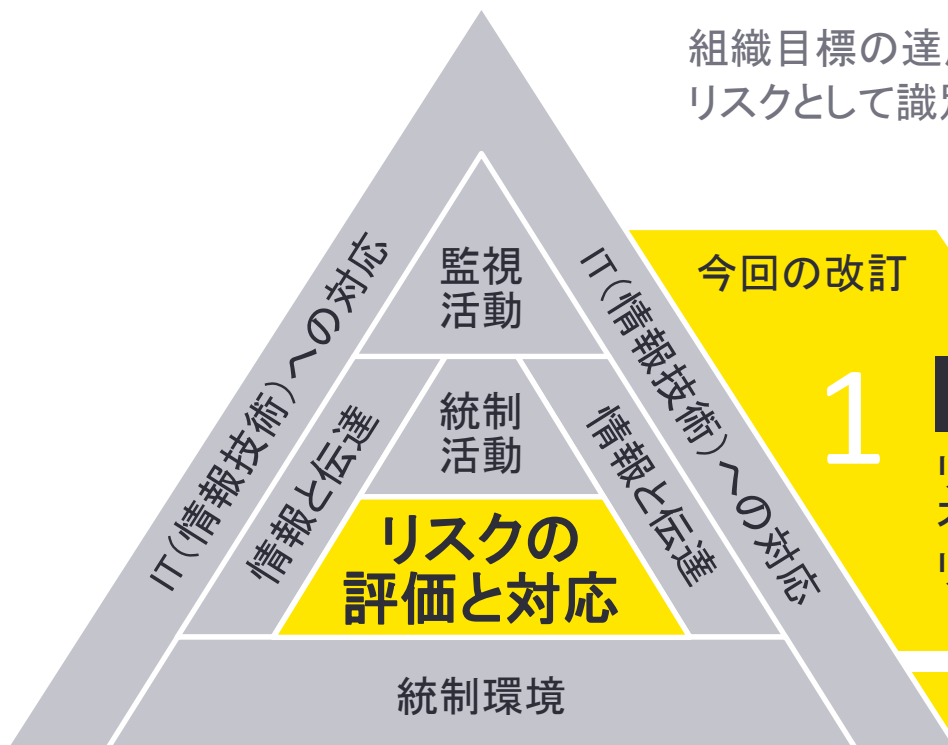 組織目標の達
リスクとして識
今回の改訂
1
IT(情報技術)への対応
IT(情報技術)への対応
監視
活動
情報と伝達
情報と伝達
統制
活動
リスクの
評価と対応
統制環境